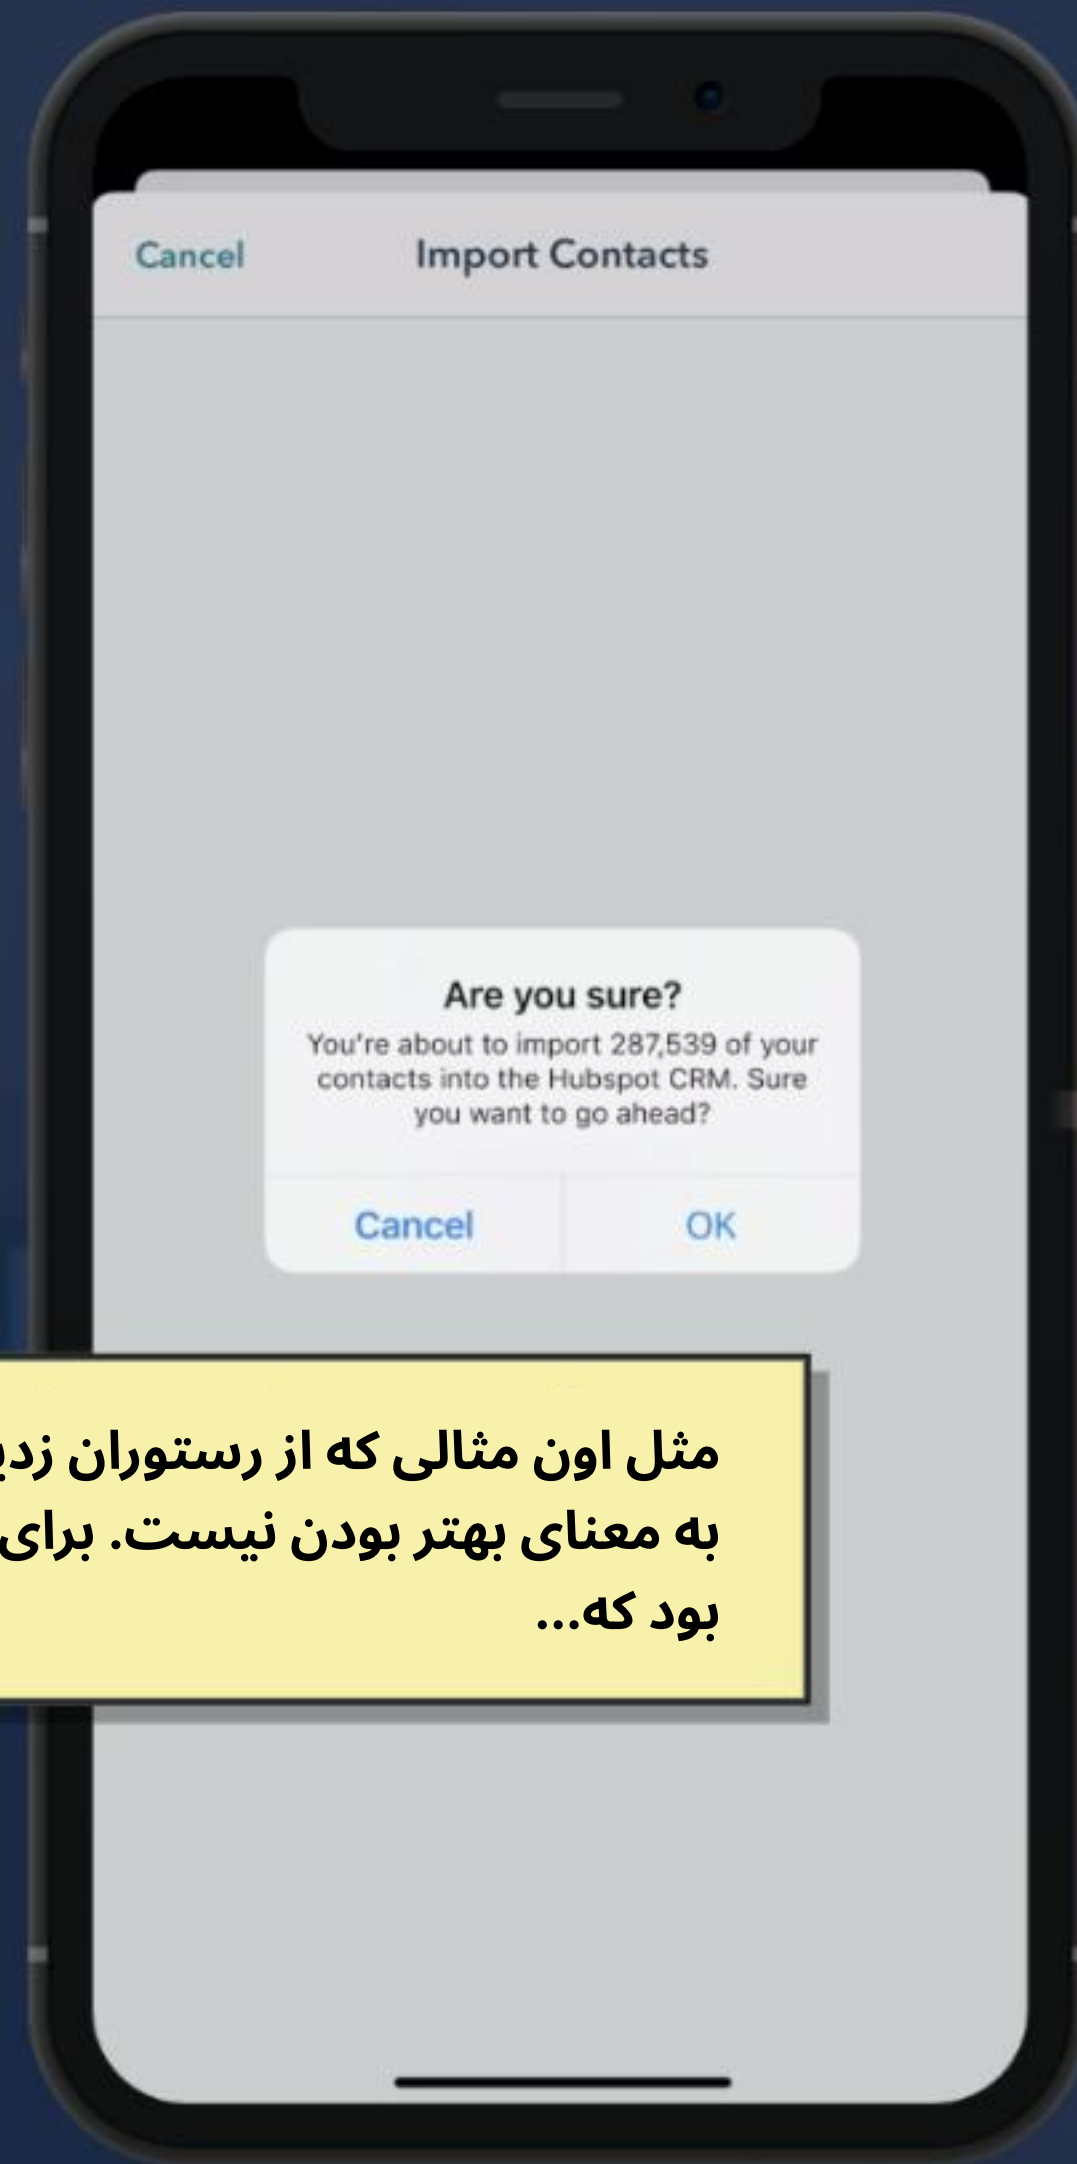 Cancel
Import Contacts
Are you sure?
You're about to import 287,539 of your
contacts into the Hubspot CRM. Sure
you want to go ahead?
Cancel
OK
مثل اون مثالی که از رستوران
به معنای بهتر بودن نیست. برای
بود که...